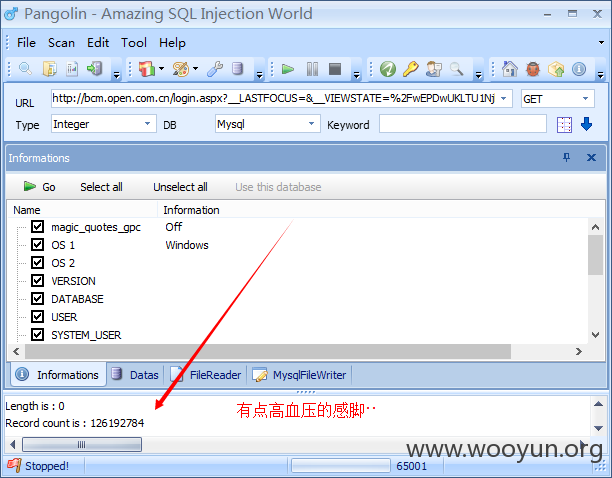 Pangolin - Amazing SQL Injection World
File Scan Edit Tool Help
URL http://bcm.open.com.cn/login.aspx?__LASTFOCUS=&__VIEWSTATE=%2FwEPDwUKLTU1Nj GET
Type Integer DB Mysql Keyword
Informations
Go Select all Unselect all Use this database
Name Information
magic_quotes_gpc Off
OS 1 Windows
OS 2
VERSION
DATABASE
USER
SYSTEM_USER
Informations Datas FileReader MysqlFileWriter
Length is : 0
Record count is : 126192784
有点高血压的感脚··
www.wooyun.org
Stopped! 65001